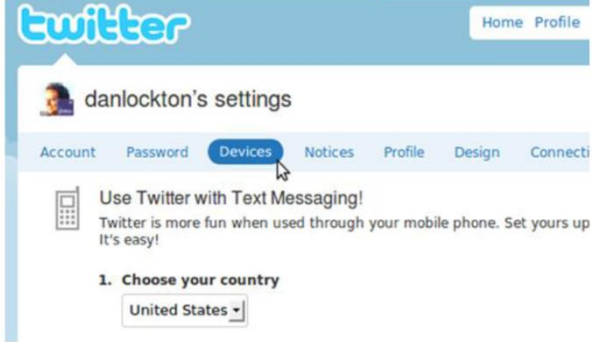 twitter
Home Profile
danlockton's settings
Account Password Devices Notices Profile Design Connecti
Use Twitter with Text Messaging!
Twitter is more fun when used through your mobile phone. Set yours up
It's easy!
1. Choose your country
United States